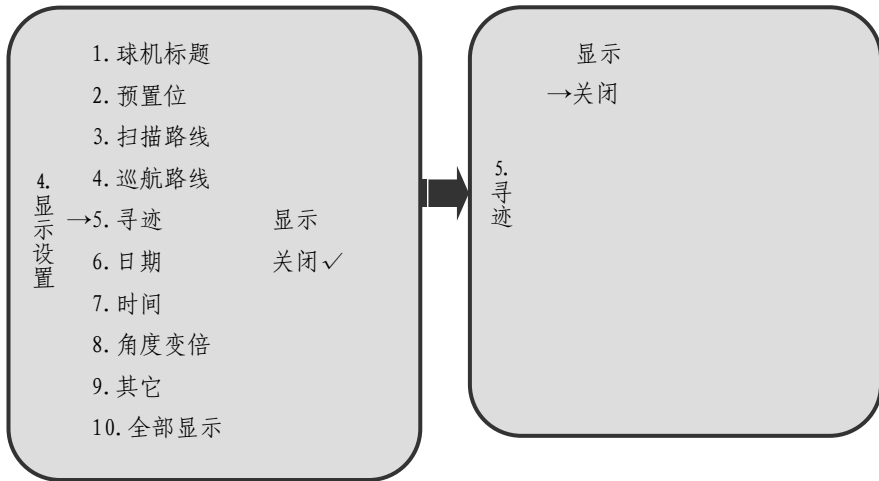 4.显示设置
1.球机标题
2.预置位
3.扫描路线
4.巡航路线
→5.寻迹 显示
6.日期 关闭√
7.时间
8.角度变倍
9.其它
10.全部显示
5.寻迹
显示
→关闭